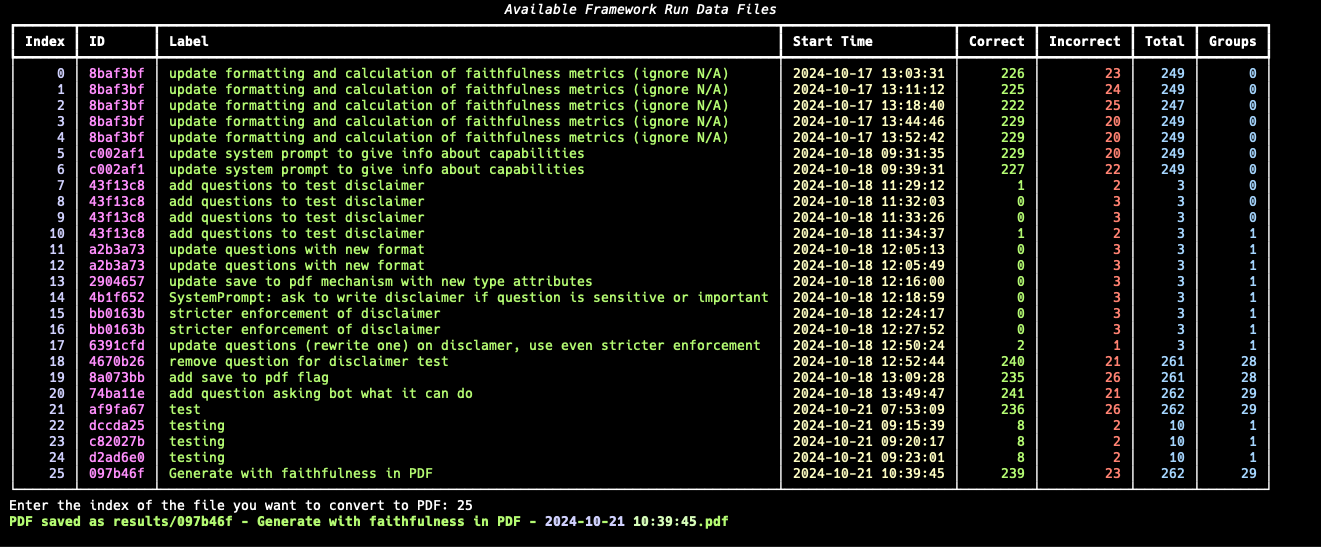 Available Framework Run Data Files
Index ID Label Start Time Correct Incorrect Total Groups
0 8baf3bf update formatting and calculation of faithfulness metrics (ignore N/A) 2024-10-17 13:03:31 226 23 249 0
1 8baf3bf update formatting and calculation of faithfulness metrics (ignore N/A) 2024-10-17 13:11:12 225 24 249 0
2 8baf3bf update formatting and calculation of faithfulness metrics (ignore N/A) 2024-10-17 13:18:40 222 25 247 0
3 8baf3bf update formatting and calculation of faithfulness metrics (ignore N/A) 2024-10-17 13:44:46 229 20 249 0
4 8baf3bf update formatting and calculation of faithfulness metrics (ignore N/A) 2024-10-17 13:52:42 229 20 249 0
5 c002af1 update system prompt to give info about capabilities 2024-10-18 09:31:35 229 20 249 0
6 c002af1 update system prompt to give info about capabilities 2024-10-18 09:39:31 227 22 249 0
7 43f13c8 add questions to test disclaimer 2024-10-18 11:29:12 1 2 3 0
8 43f13c8 add questions to test disclaimer 2024-10-18 11:32:03 0 3 3 0
9 43f13c8 add questions to test disclaimer 2024-10-18 11:33:26 0 3 3 0
10 43f13c8 add questions to test disclaimer 2024-10-18 11:34:37 1 2 3 1
11 a2b3a73 update questions with new format 2024-10-18 12:05:13 0 3 3 1
12 a2b3a73 update questions with new format 2024-10-18 12:05:49 0 3 3 1
13 2904657 update save to pdf mechanism with new type attributes 2024-10-18 12:16:00 0 3 3 1
14 4b1f652 SystemPrompt: ask to write disclaimer if question is sensitive or important 2024-10-18 12:18:59 0 3 3 1
15 bb0163b stricter enforcement of disclaimer 2024-10-18 12:24:17 0 3 3 1
16 bb0163b stricter enforcement of disclaimer 2024-10-18 12:27:52 0 3 3 1
17 6391cfd update questions (rewrite one) on disclamer, use even stricter enforcement 2024-10-18 12:50:24 2 1 3 1
18 4670b26 remove question for disclaimer test 2024-10-18 12:52:44 240 21 261 28
19 8a073bb add save to pdf flag 2024-10-18 13:09:28 235 26 261 28
20 74ba11e add question asking bot what it can do 2024-10-18 13:49:47 241 21 262 29
21 af9fa67 test 2024-10-21 07:53:09 236 26 262 29
22 dccda25 testing 2024-10-21 09:15:39 8 2 10 1
23 c82027b testing 2024-10-21 09:20:17 8 2 10 1
24 d2ad6e0 testing 2024-10-21 09:23:01 8 2 10 1
25 097b46f Generate with faithfulness in PDF 2024-10-21 10:39:45 239 23 262 29
Enter the index of the file you want to convert to PDF: 25
PDF saved as results/097b46f - Generate with faithfulness in PDF - 2024-10-21 10:39:45.pdf